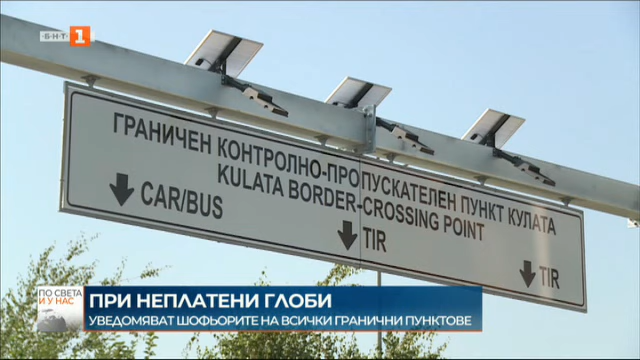 БНТ 1
ГРАНИЧЕН КОНТРОЛНО-ПРОПУСКАТЕЛЕН ПУНКТ КУЛАТА
KULATA BORDER-CROSSING POINT
CAR/BUS
TIR
TIR
ПО СВЕТА
И У НАС
ПРИ НЕПЛАТЕНИ ГЛОБИ
УВЕДОМЯВАТ ШОФЬОРИТЕ НА ВСИЧКИ ГРАНИЧНИ ПУНКТОВЕ